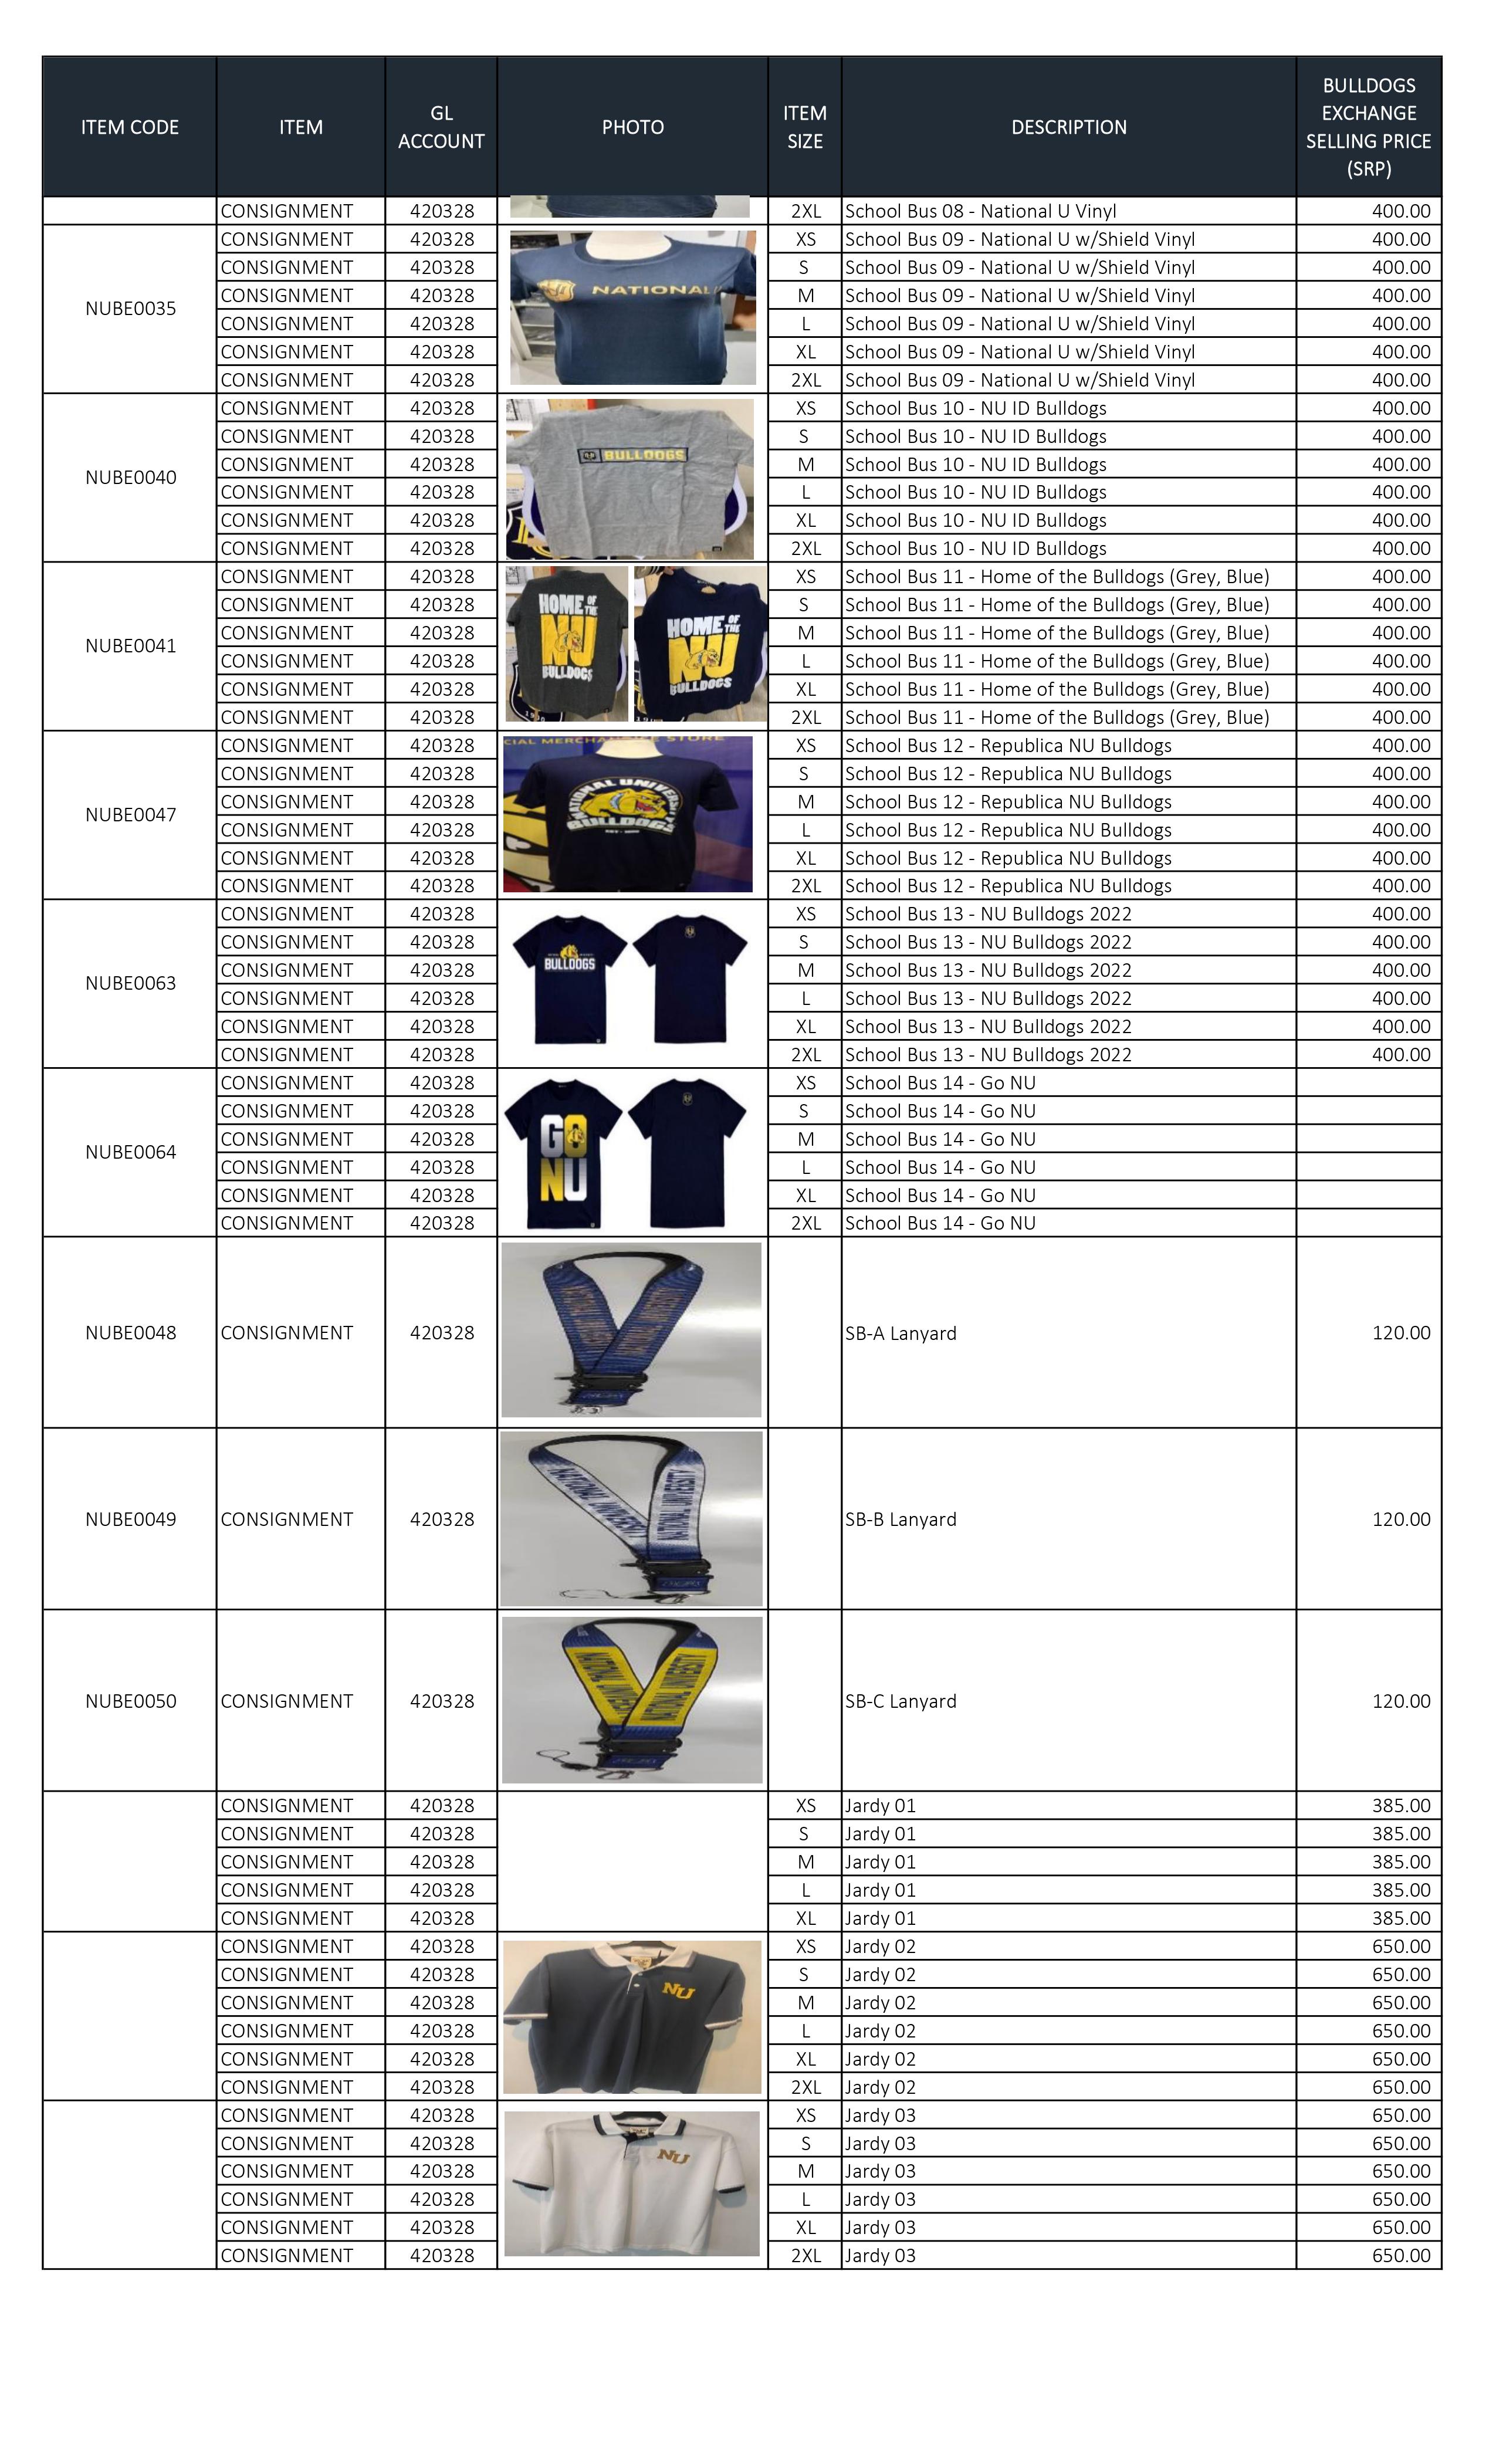 ITEM CODE ITEM GL ACCOUNT PHOTO ITEM SIZE DESCRIPTION BULLDOGS EXCHANGE SELLING PRICE (SRP)
CONSIGNMENT 420328 2XL School Bus 08 - National U Vinyl 400.00
NUBE0035
CONSIGNMENT 420328 XS School Bus 09 - National U w/Shield Vinyl 400.00
CONSIGNMENT 420328 S School Bus 09 - National U w/Shield Vinyl 400.00
CONSIGNMENT 420328 M School Bus 09 - National U w/Shield Vinyl 400.00
CONSIGNMENT 420328 L School Bus 09 - National U w/Shield Vinyl 400.00
CONSIGNMENT 420328 XL School Bus 09 - National U w/Shield Vinyl 400.00
CONSIGNMENT 420328 2XL School Bus 09 - National U w/Shield Vinyl 400.00
NATIONAL
NUBE0040
CONSIGNMENT 420328 XS School Bus 10 - NU ID Bulldogs 400.00
CONSIGNMENT 420328 S School Bus 10 - NU ID Bulldogs 400.00
CONSIGNMENT 420328 M School Bus 10 - NU ID Bulldogs 400.00
CONSIGNMENT 420328 L School Bus 10 - NU ID Bulldogs 400.00
CONSIGNMENT 420328 XL School Bus 10 - NU ID Bulldogs 400.00
CONSIGNMENT 420328 2XL School Bus 10 - NU ID Bulldogs 400.00
BULLDOGS
NUBE0041
CONSIGNMENT 420328 XS School Bus 11 - Home of the Bulldogs (Grey, Blue) 400.00
CONSIGNMENT 420328 S School Bus 11 - Home of the Bulldogs (Grey, Blue) 400.00
CONSIGNMENT 420328 M School Bus 11 - Home of the Bulldogs (Grey, Blue) 400.00
CONSIGNMENT 420328 L School Bus 11 - Home of the Bulldogs (Grey, Blue) 400.00
CONSIGNMENT 420328 XL School Bus 11 - Home of the Bulldogs (Grey, Blue) 400.00
CONSIGNMENT 420328 2XL School Bus 11 - Home of the Bulldogs (Grey, Blue) 400.00
HOME OF THE
NU
BULLDOGS
HOME OF THE
NU
BULLDOGS
NUBE0047
CONSIGNMENT 420328 XS School Bus 12 - Republica NU Bulldogs 400.00
CONSIGNMENT 420328 S School Bus 12 - Republica NU Bulldogs 400.00
CONSIGNMENT 420328 M School Bus 12 - Republica NU Bulldogs 400.00
CONSIGNMENT 420328 L School Bus 12 - Republica NU Bulldogs 400.00
CONSIGNMENT 420328 XL School Bus 12 - Republica NU Bulldogs 400.00
CONSIGNMENT 420328 2XL School Bus 12 - Republica NU Bulldogs 400.00
STORE
NATIONAL UNIVERSITY
BULLDOGS
NUBE0063
CONSIGNMENT 420328 XS School Bus 13 - NU Bulldogs 2022 400.00
CONSIGNMENT 420328 S School Bus 13 - NU Bulldogs 2022 400.00
CONSIGNMENT 420328 M School Bus 13 - NU Bulldogs 2022 400.00
CONSIGNMENT 420328 L School Bus 13 - NU Bulldogs 2022 400.00
CONSIGNMENT 420328 XL School Bus 13 - NU Bulldogs 2022 400.00
CONSIGNMENT 420328 2XL School Bus 13 - NU Bulldogs 2022 400.00
BULLDOGS
NUBE0064
CONSIGNMENT 420328 XS School Bus 14 - Go NU
CONSIGNMENT 420328 S School Bus 14 - Go NU
CONSIGNMENT 420328 M School Bus 14 - Go NU
CONSIGNMENT 420328 L School Bus 14 - Go NU
CONSIGNMENT 420328 XL School Bus 14 - Go NU
CONSIGNMENT 420328 2XL School Bus 14 - Go NU
GO
NU
NUBE0048 CONSIGNMENT 420328 SB-A Lanyard 120.00
NUBE0049 CONSIGNMENT 420328 SB-B Lanyard 120.00
NATIONAL UNIVERSITY
NATIONAL UNIVERSITY
NUBE0050 CONSIGNMENT 420328 SB-C Lanyard 120.00
NATIONAL UNIVERSITY
NATIONAL UNIVERSITY
CONSIGNMENT 420328 XS Jardy 01 385.00
CONSIGNMENT 420328 S Jardy 01 385.00
CONSIGNMENT 420328 M Jardy 01 385.00
CONSIGNMENT 420328 L Jardy 01 385.00
CONSIGNMENT 420328 XL Jardy 01 385.00
CONSIGNMENT 420328 XS Jardy 02 650.00
CONSIGNMENT 420328 S Jardy 02 650.00
CONSIGNMENT 420328 M Jardy 02 650.00
CONSIGNMENT 420328 L Jardy 02 650.00
CONSIGNMENT 420328 XL Jardy 02 650.00
CONSIGNMENT 420328 2XL Jardy 02 650.00
NU
CONSIGNMENT 420328 XS Jardy 03 650.00
CONSIGNMENT 420328 S Jardy 03 650.00
CONSIGNMENT 420328 M Jardy 03 650.00
CONSIGNMENT 420328 L Jardy 03 650.00
CONSIGNMENT 420328 XL Jardy 03 650.00
CONSIGNMENT 420328 2XL Jardy 03 650.00
NU